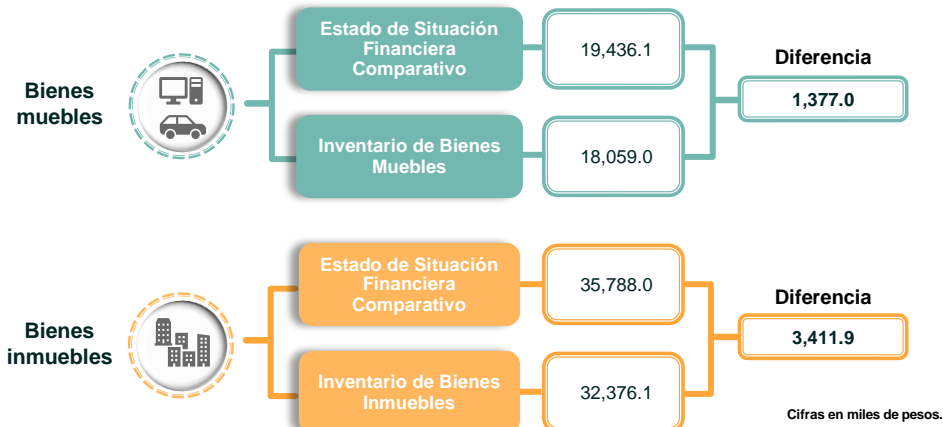 Bienes
muebles
Estado de Situación
Financiera
Comparativo
19,436.1
Inventario de Bienes
Muebles
18,059.0
Diferencia
1,377.0
Bienes
inmuebles
Estado de Situación
Financiera
Comparativo
35,788.0
Inventario de Bienes
Inmuebles
32,376.1
Diferencia
3,411.9
Cifras en miles de pesos.